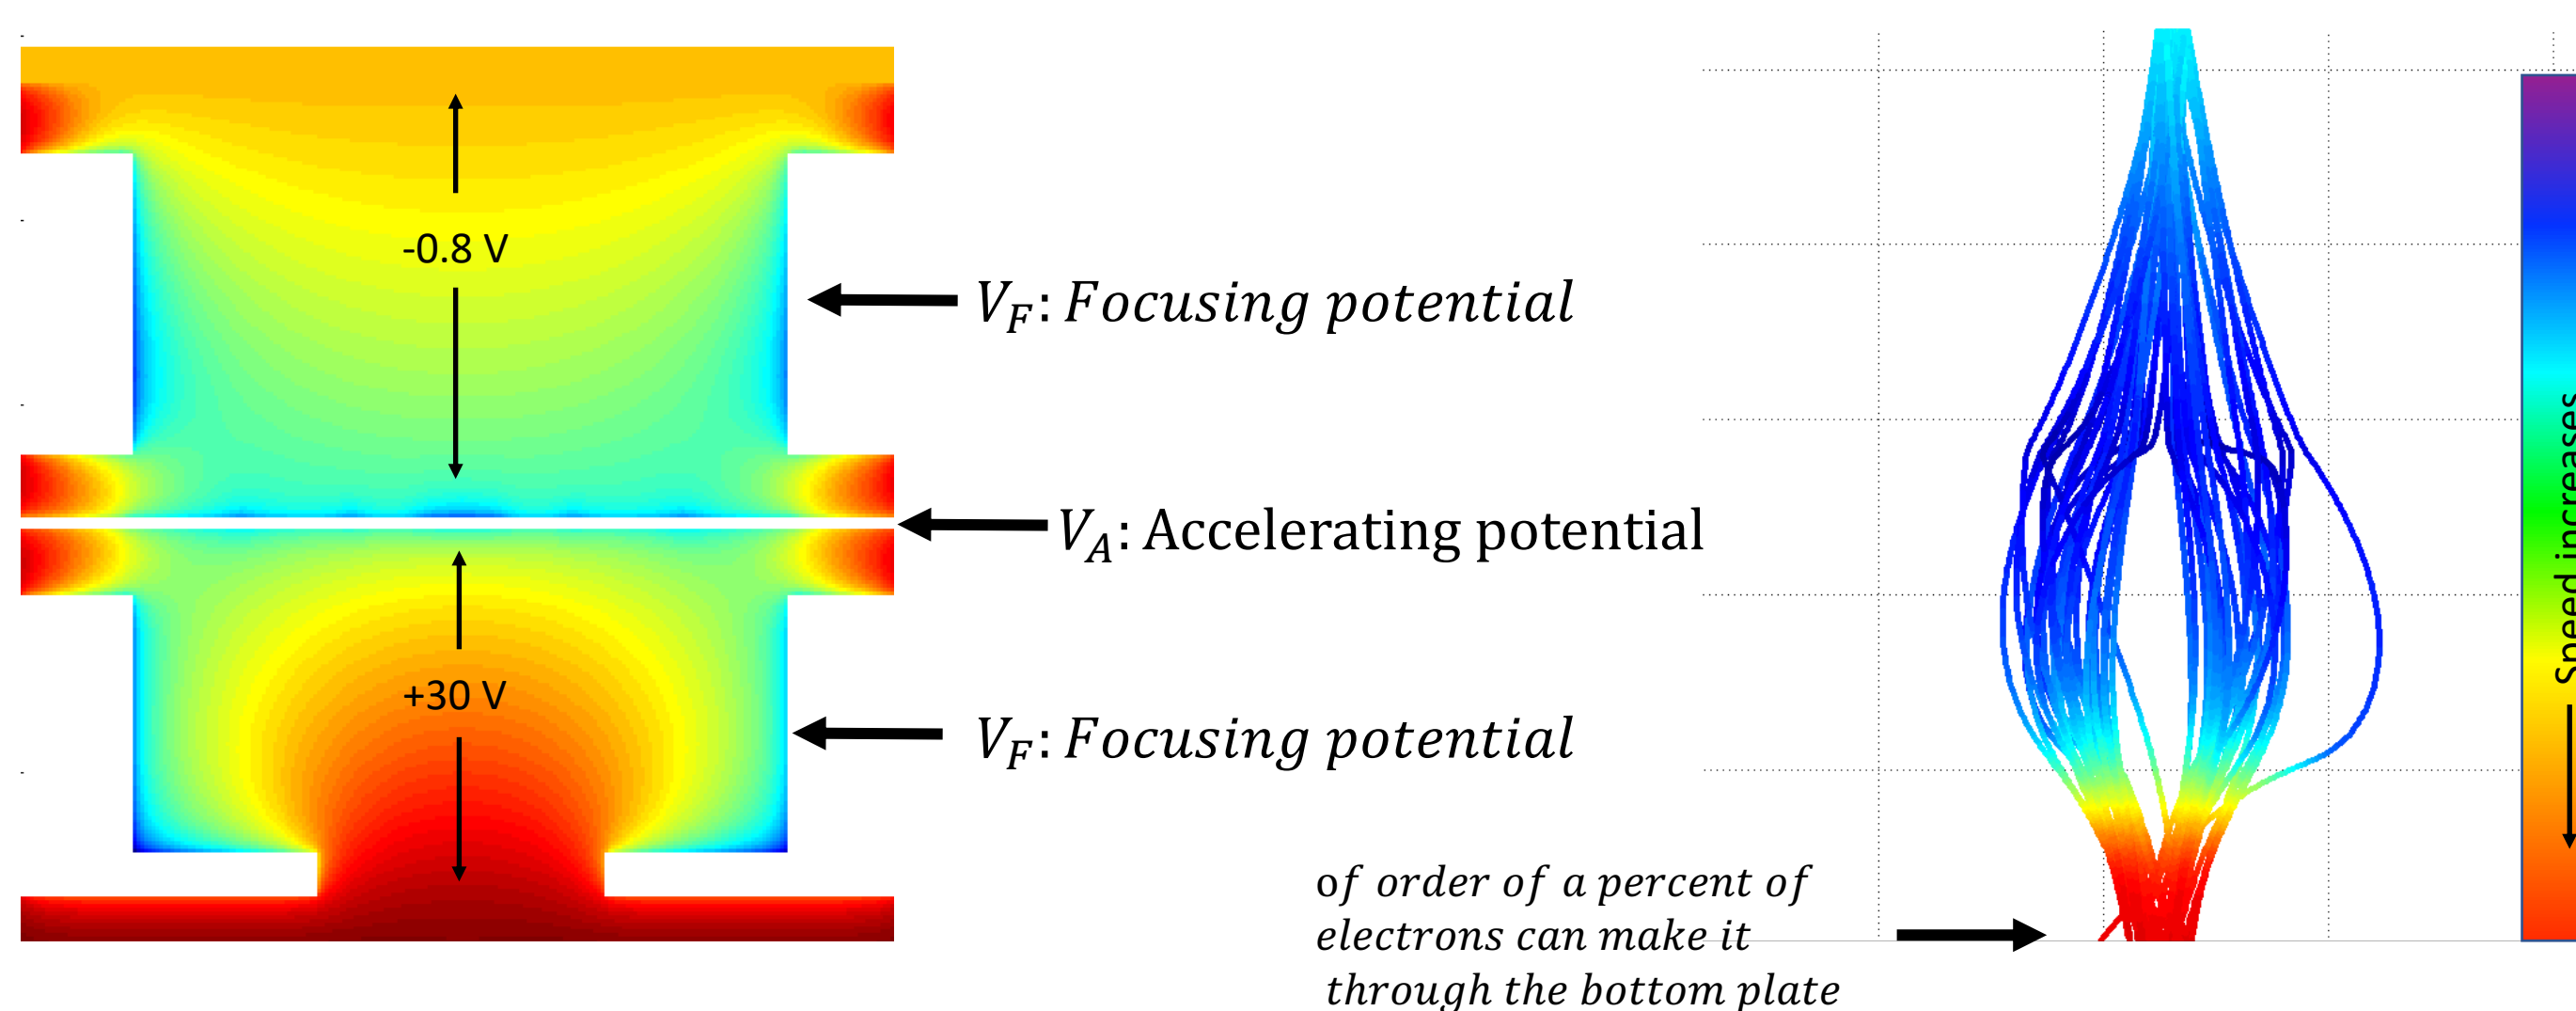 -0.8 V
V_F: Focusing potential
V_A: Accelerating potential
+30 V
V_F: Focusing potential
of order of a percent of
electrons can make it
through the bottom plate
Speed increases